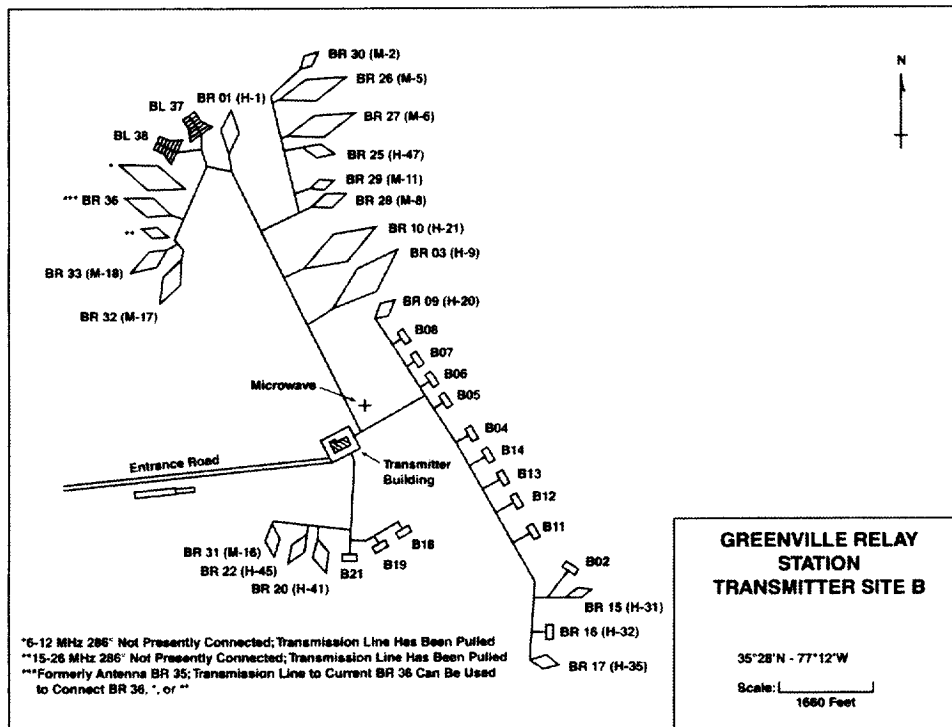 BR 30 (M-2)
BR 26 (M-5)
N
BR 01 (H-1)
BL 37
BR 27 (M-6)
BL 38
BR 25 (H-47)
*
BR 29 (M-11)
*** BR 36
BR 28 (M-8)
**
BR 10 (H-21)
BR 03 (H-9)
BR 33 (M-18)
BR 32 (M-17)
BR 09 (H-20)
B08
B07
B06
B05
Microwave
B04
B14
Entrance Road
Transmitter
Building
B13
B12
B11
B18
B19
B21
BR 31 (M-16)
BR 22 (H-45)
BR 20 (H-41)
B02
BR 15 (H-31)
BR 16 (H-32)
BR 17 (H-35)
*6-12 MHz 286° Not Presently Connected; Transmission Line Has Been Pulled
**15-26 MHz 286° Not Presently Connected; Transmission Line Has Been Pulled
***Formerly Antenna BR 35; Transmission Line to Current BR 36 Can Be Used
to Connect BR 36, *, or **
GREENVILLE RELAY
STATION
TRANSMITTER SITE B
35°28'N - 77°12'W
Scale:
1660 Feet